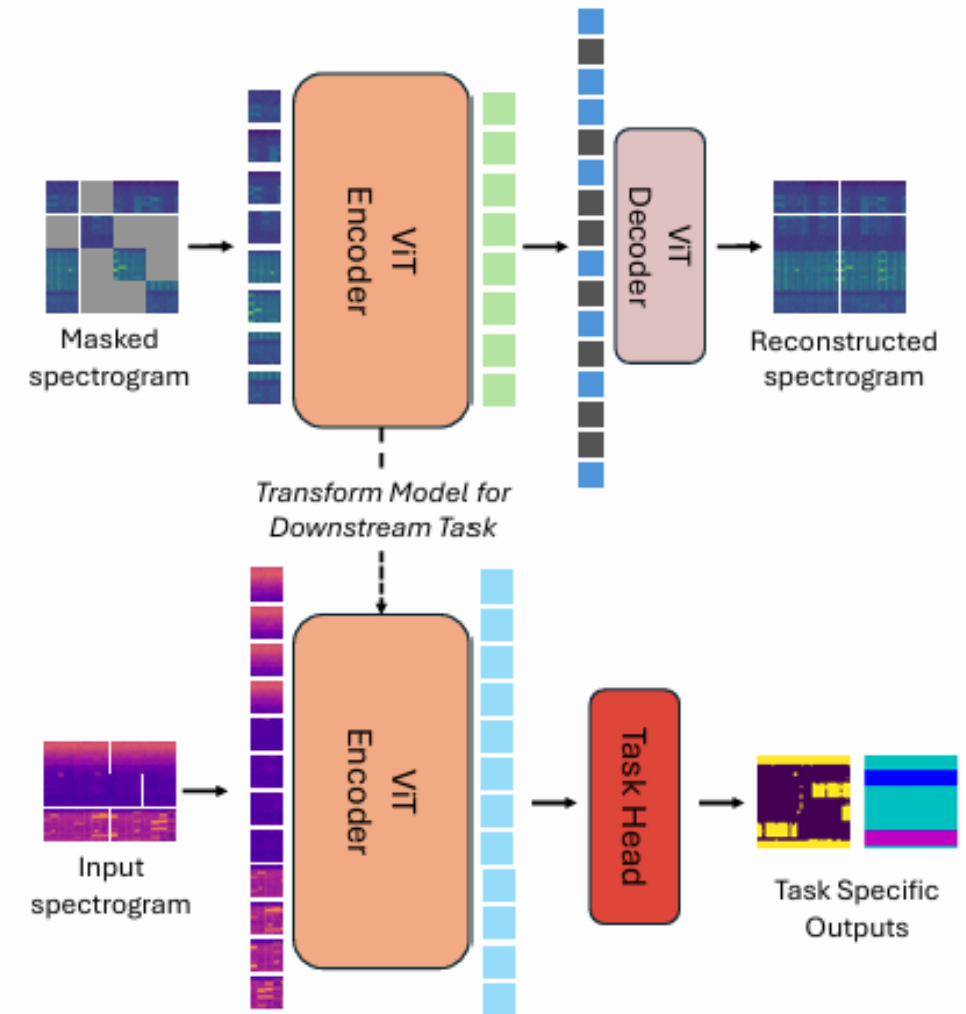 ViT
Encoder
ViT
Decoder
Masked
spectrogram
Reconstructed
spectrogram
Transform Model for
Downstream Task
ViT
Encoder
Task Head
Input
spectrogram
Task Specific
Outputs